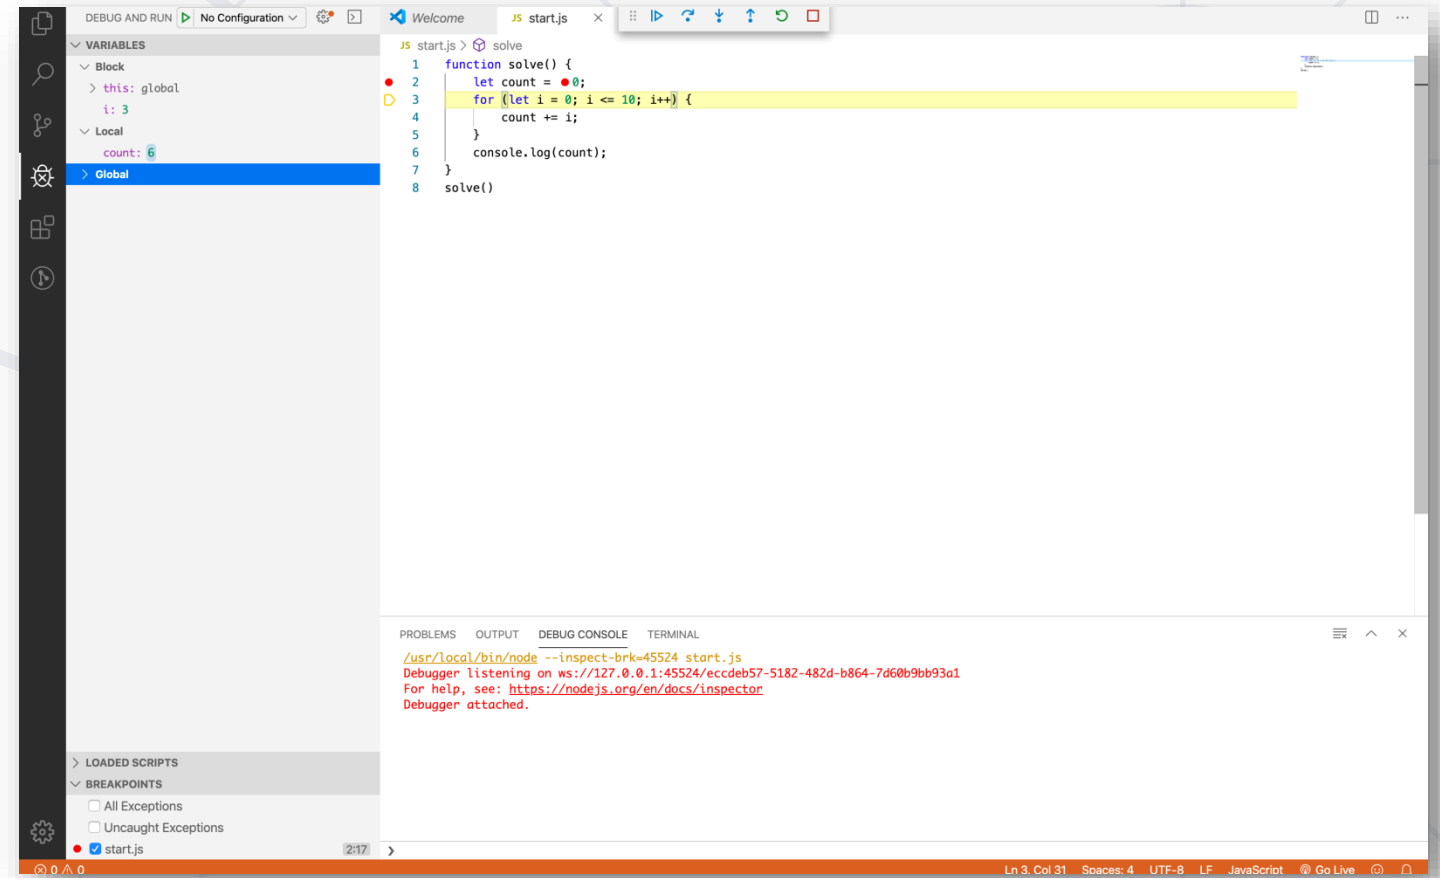 DEBUG AND RUN No Configuration
VARIABLES
Block
this: global
i: 3
Local
count: 6
Global
LOADED SCRIPTS
BREAKPOINTS
All Exceptions
Uncaught Exceptions
start.js 2:17
Welcome JS start.js
JS start.js > solve
1 function solve() {
2 let count = 0;
3 for (let i = 0; i <= 10; i++) {
4 count += i;
5 }
6 console.log(count);
7 }
8 solve()
PROBLEMS OUTPUT DEBUG CONSOLE TERMINAL
/usr/local/bin/node --inspect-brk=45524 start.js
Debugger listening on ws://127.0.0.1:45524/eccdeb57-5182-482d-b864-7d60b9bb93a1
For help, see: https://nodejs.org/en/docs/inspector
Debugger attached.
0 0 Ln 3, Col 31 Spaces: 4 UTF-8 LF JavaScript Go Live